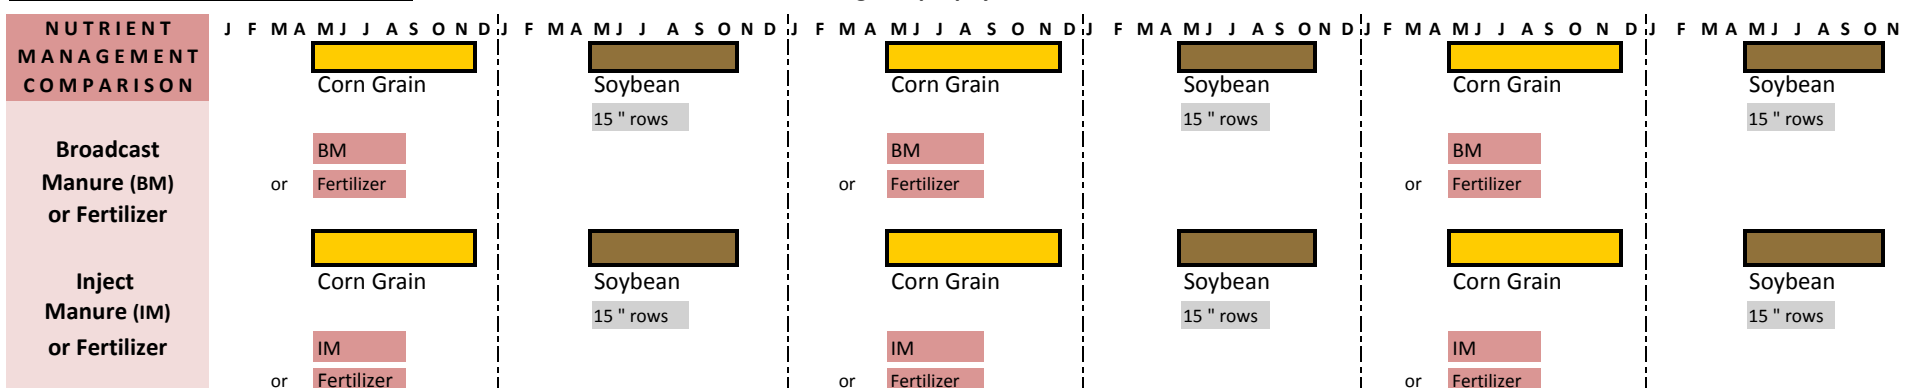 NUTRIENT J F M A M J J A S O N D J F M A M J J A S O N D J F M A M J J A S O N D J F M A M J J A S O N D J F M A M J J A S O N D J F M A M J J A S O N
MANAGEMENT
COMPARISON Corn Grain Soybean Corn Grain Soybean Corn Grain Soybean
15 " rows 15 " rows 15 " rows
Broadcast BM BM BM
Manure (BM) or Fertilizer or Fertilizer or Fertilizer
or Fertilizer
Inject Corn Grain Soybean Corn Grain Soybean Corn Grain Soybean
Manure (IM) 15 " rows 15 " rows 15 " rows
or Fertilizer IM IM IM
or Fertilizer or Fertilizer or Fertilizer